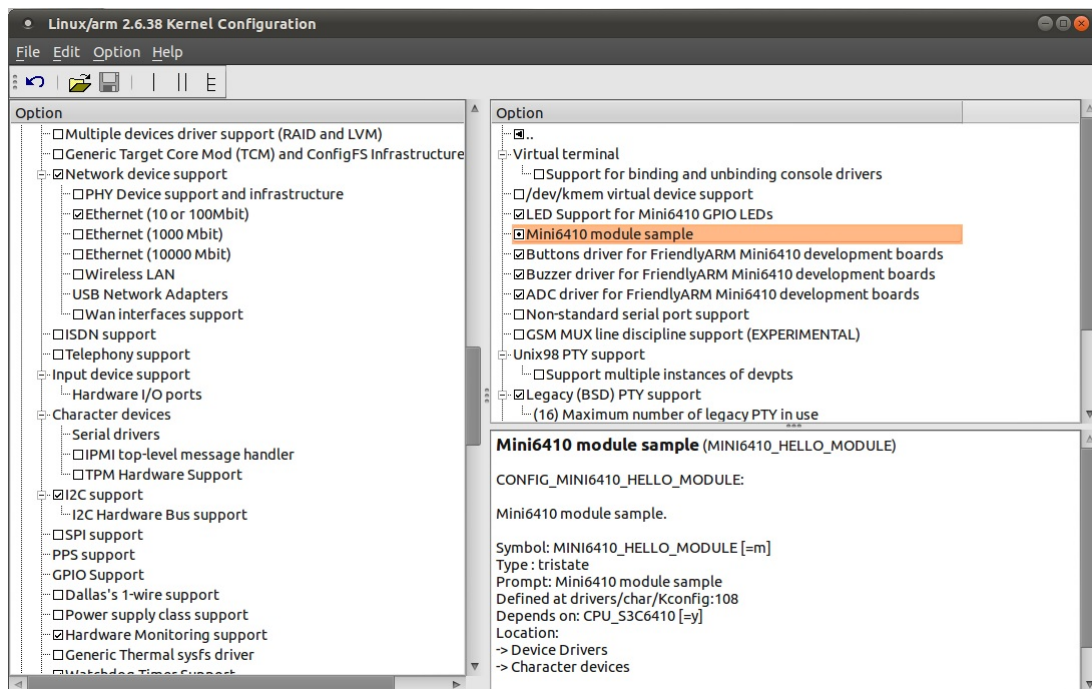 Linux/arm 2.6.38 Kernel Configuration
File Edit Option Help
Option
Multiple devices driver support (RAID and LVM)
Generic Target Core Mod (TCM) and ConfigFS Infrastructure
Network device support
PHY Device support and infrastructure
Ethernet (10 or 100Mbit)
Ethernet (1000 Mbit)
Ethernet (10000 Mbit)
Wireless LAN
USB Network Adapters
Wan interfaces support
ISDN support
Telephony support
Input device support
Hardware I/O ports
Character devices
Serial drivers
IPMI top-level message handler
TPM Hardware Support
I2C support
I2C Hardware Bus support
SPI support
PPS support
GPIO Support
Dallas's 1-wire support
Power supply class support
Hardware Monitoring support
Generic Thermal sysfs driver
Watchdog Timer Support
Option
..
Virtual terminal
Support for binding and unbinding console drivers
/dev/kmem virtual device support
LED Support for Mini6410 GPIO LEDs
Mini6410 module sample
Buttons driver for FriendlyARM Mini6410 development boards
Buzzer driver for FriendlyARM Mini6410 development boards
ADC driver for FriendlyARM Mini6410 development boards
Non-standard serial port support
GSM MUX line discipline support (EXPERIMENTAL)
Unix98 PTY support
Support multiple instances of devpts
Legacy (BSD) PTY support
(16) Maximum number of legacy PTY in use
Mini6410 module sample (MINI6410_HELLO_MODULE)
CONFIG_MINI6410_HELLO_MODULE:
Mini6410 module sample.
Symbol: MINI6410_HELLO_MODULE [=m]
Type : tristate
Prompt: Mini6410 module sample
Defined at drivers/char/Kconfig:108
Depends on: CPU_S3C6410 [=y]
Location:
-> Device Drivers
-> Character devices